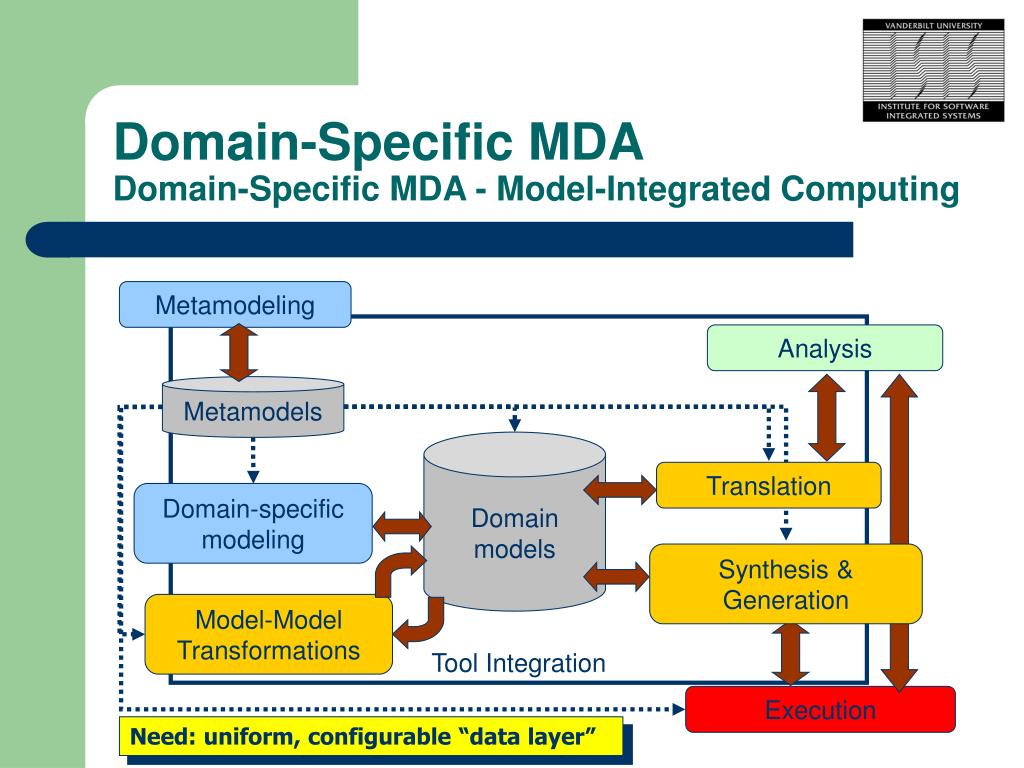 VANDERBILT UNIVERSITY
INSTITUTE FOR SOFTWARE
INTEGRATED SYSTEMS
Domain-Specific MDA
Domain-Specific MDA - Model-Integrated Computing
Metamodeling
Analysis
Metamodels
Translation
Domain-specific
modeling
Domain
models
Synthesis &
Generation
Model-Model
Transformations
Tool Integration
Execution
Need: uniform, configurable “data layer”